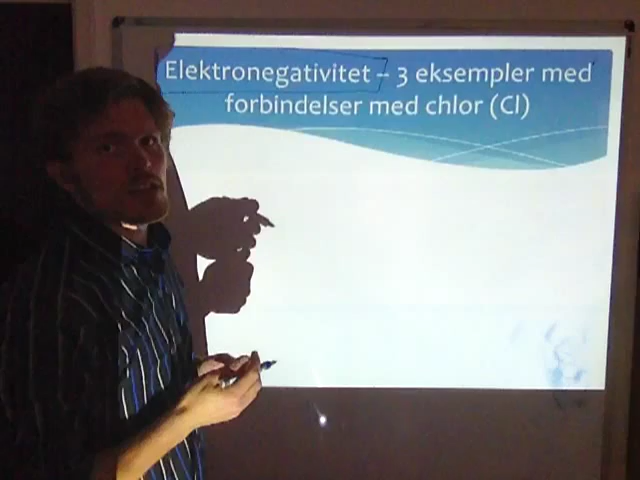 Elektronegativitet – 3 eksempler med
forbindelser med chlor (Cl)